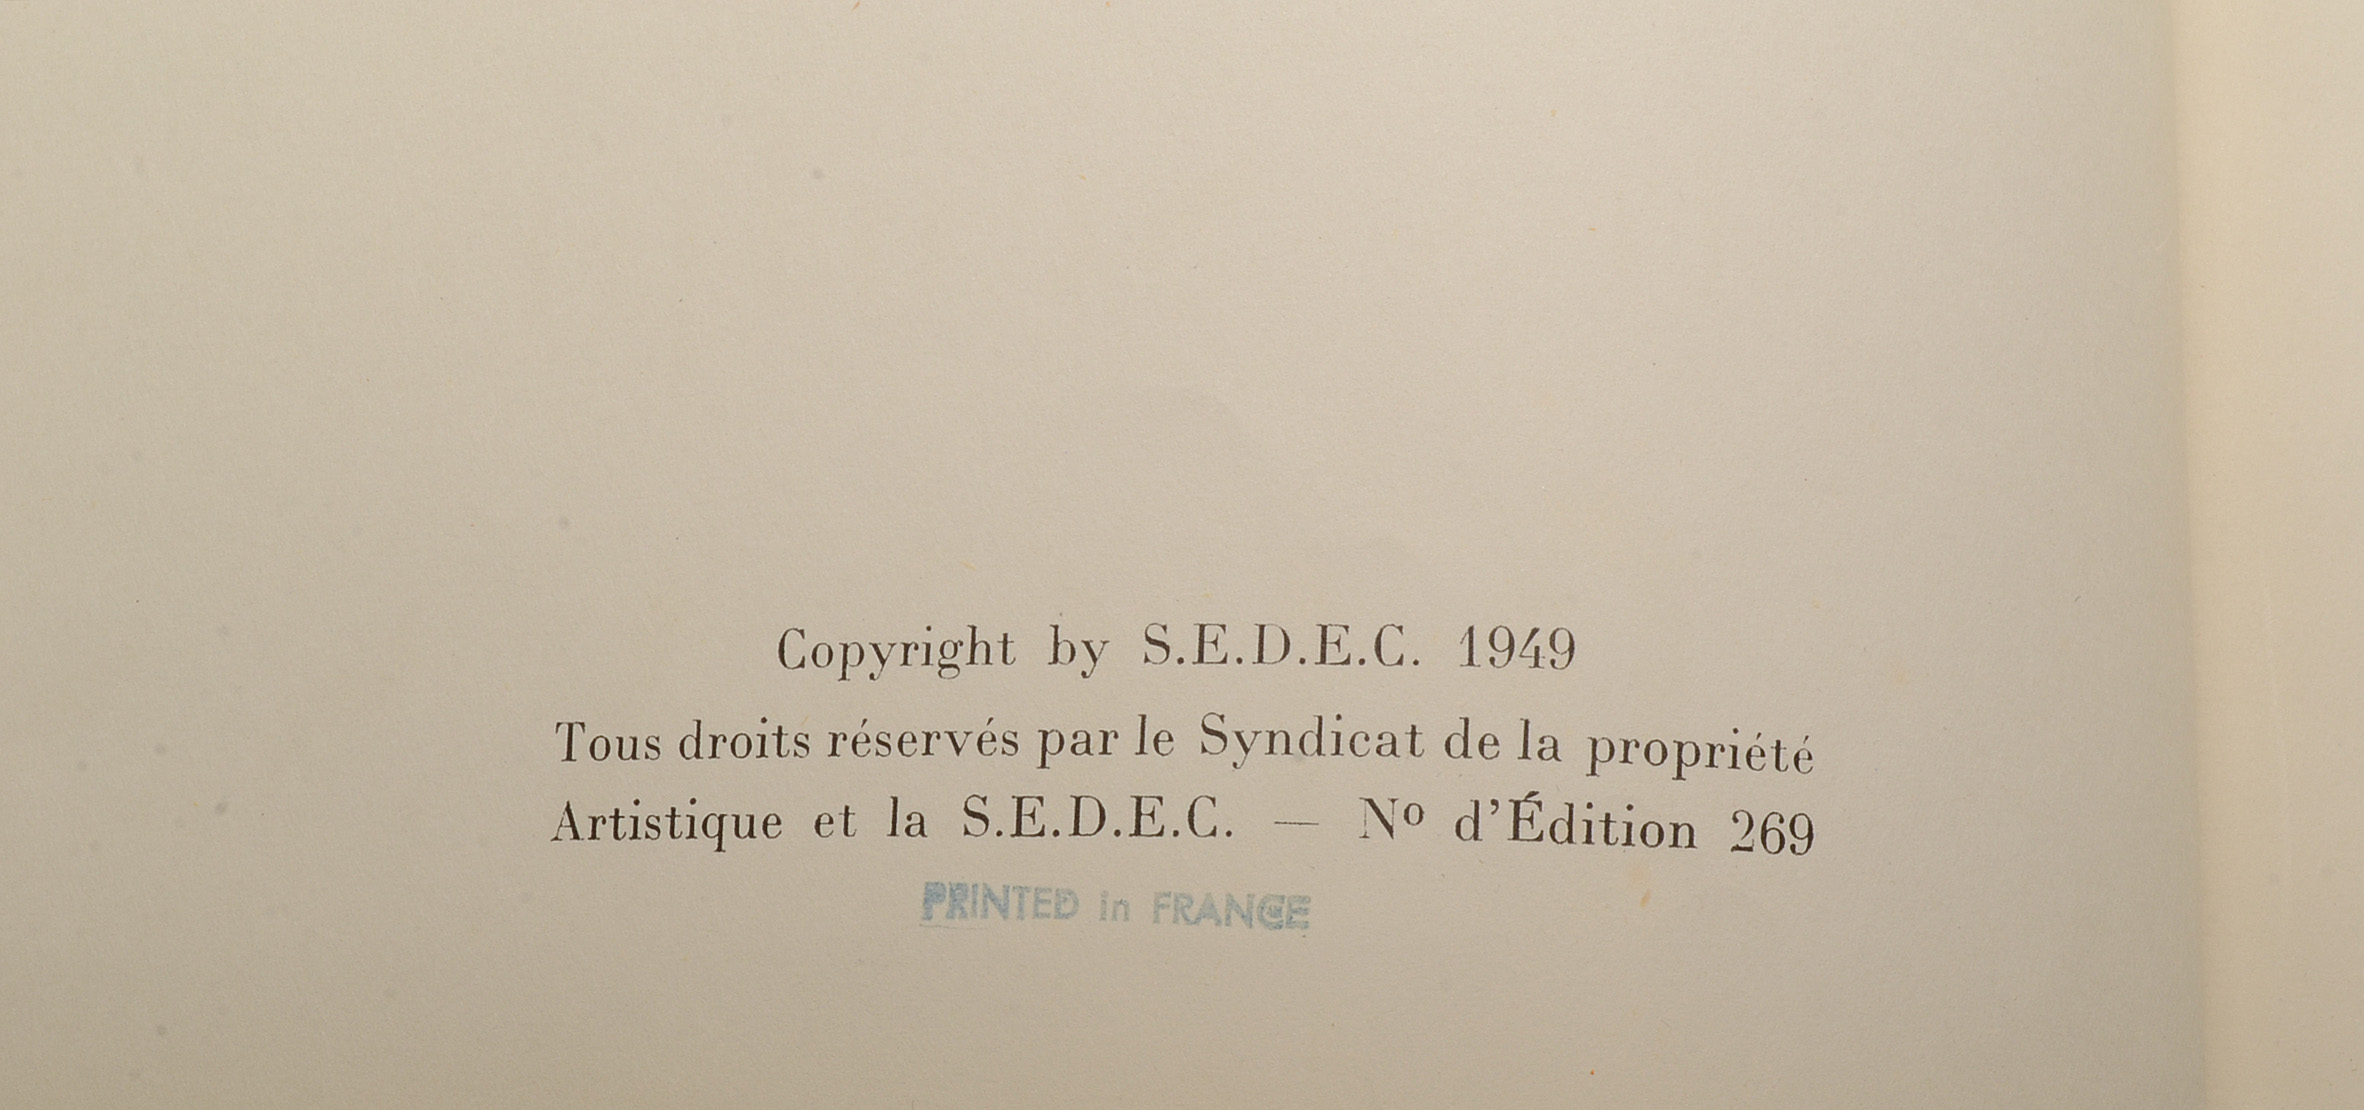 Copyright by S.E.D.E.C. 1949
Tous droits réservés par le Syndicat de la propriété
Artistique et la S.E.D.E.C. — Nº d'Édition 269
PRINTED in FRANCE